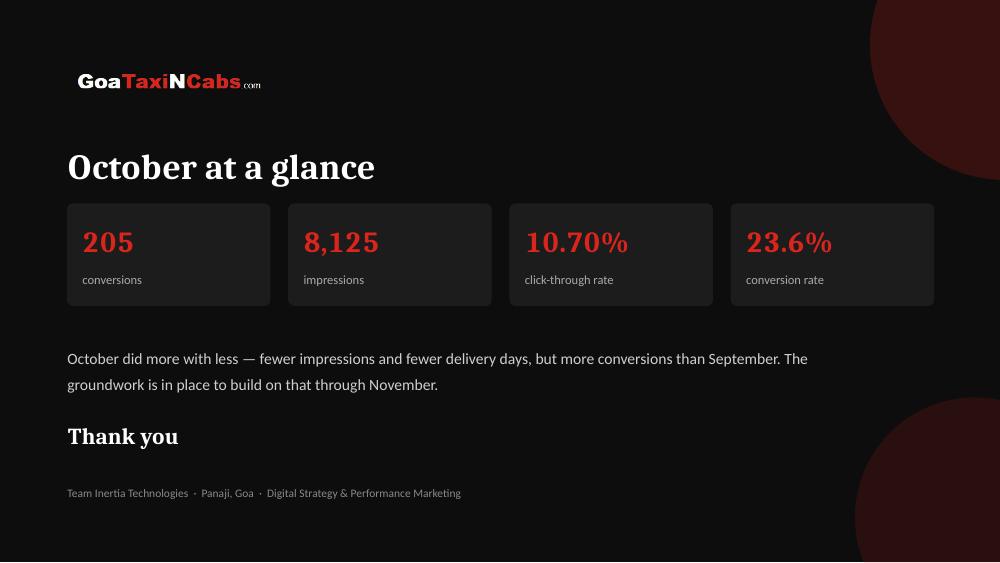 GoaTaxiNCabs.com
October at a glance
205
conversions
8,125
impressions
10.70%
click-through rate
23.6%
conversion rate
October did more with less — fewer impressions and fewer delivery days, but more conversions than September. The
groundwork is in place to build on that through November.
Thank you
Team Inertia Technologies · Panaji, Goa · Digital Strategy & Performance Marketing